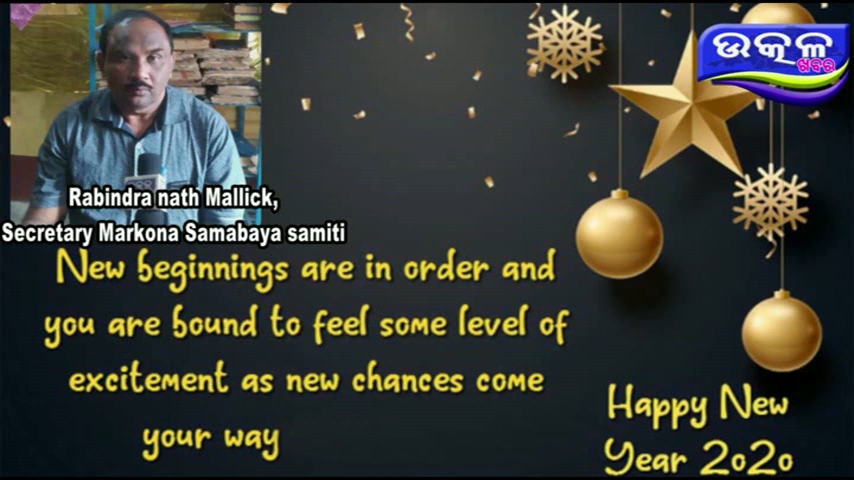 ଉତ୍କଳ
ଖବର
Rabindra nath Mallick,
Secretary Markona Samabaya samiti
New beginnings are in order and
you are bound to feel some level of
excitement as new chances come
your way
Happy New
Year 2020